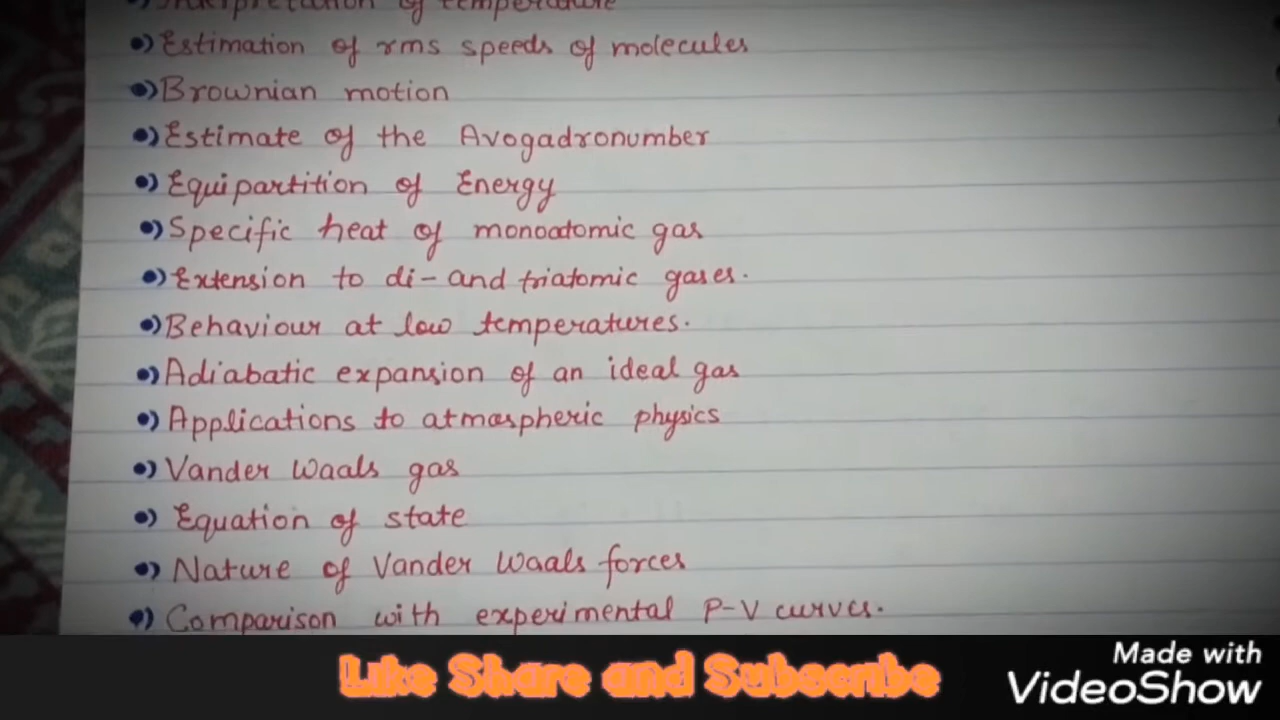 •) Interpretation of temperature
•) Estimation of rms speeds of molecules
•) Brownian motion
•) Estimate of the Avogadronumber
•) Equipartition of Energy
•) Specific heat of monoatomic gas
•) Extension to di- and triatomic gases.
•) Behaviour at low temperatures.
•) Adiabatic expansion of an ideal gas
•) Applications to atmospheric physics
•) Vander Waals gas
•) Equation of state
•) Nature of Vander Waals forces
•) Comparison with experimental P-V curves.
Like Share and Subscribe
Made with
VideoShow